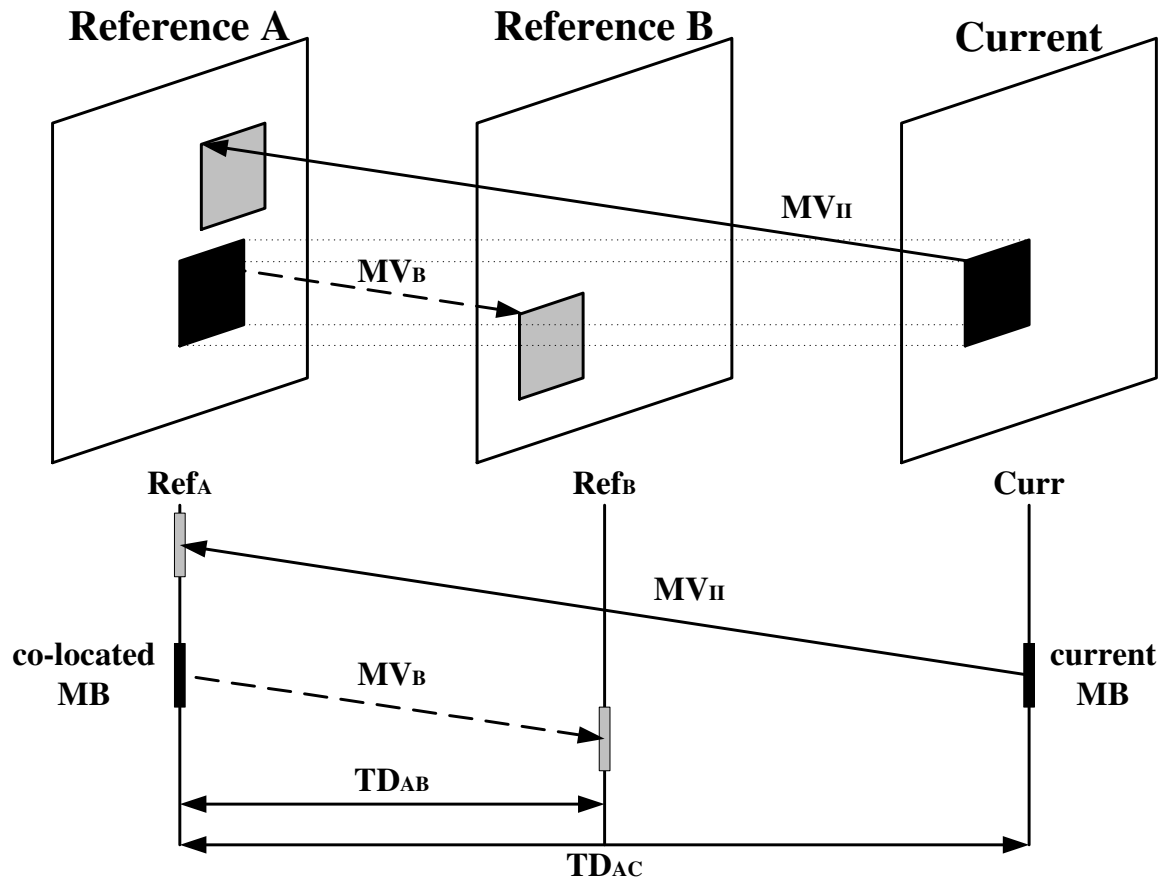 Reference A Reference B Current
MVII
MVB
RefA RefB Curr
MVII
co-located MB
MVB
current MB
TDAB
TDAC